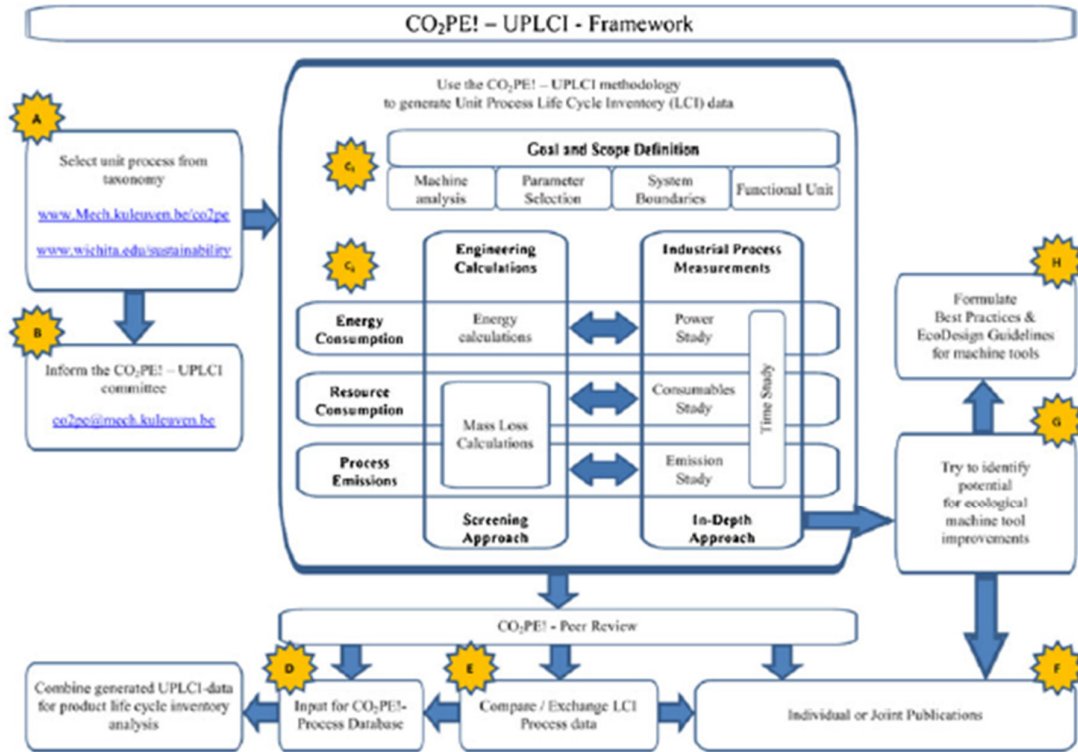 CO₂PE! – UPLCI - Framework
A
Select unit process from
taxonomy
www.Mech.kuleuven.be/co2pe
www.wichita.edu/sustainability
B
Inform the CO₂PE! – UPLCI
committee
co2pe@mech.kuleuven.be
Use the CO₂PE! – UPLCI methodology
to generate Unit Process Life Cycle Inventory (LCI) data
C₁
Goal and Scope Definition
Machine
analysis
Parameter
Selection
System
Boundaries
Functional Unit
Engineering
Calculations
Industrial Process
Measurements
Energy
Consumption
Energy
calculations
Power
Study
Resource
Consumption
Mass Loss
Calculations
Consumables
Study
Time Study
Process
Emissions
Emission
Study
Screening
Approach
In-Depth
Approach
H
Formulate
Best Practices &
EcoDesign Guidelines
for machine tools
G
Try to identify
potential
for ecological
machine tool
improvements
CO₂PE! - Peer Review
Combine generated UPLCI-data
for product life cycle inventory
analysis
D
Input for CO₂PE!-
Process Database
E
Compare / Exchange LCI
Process data
F
Individual or Joint Publications